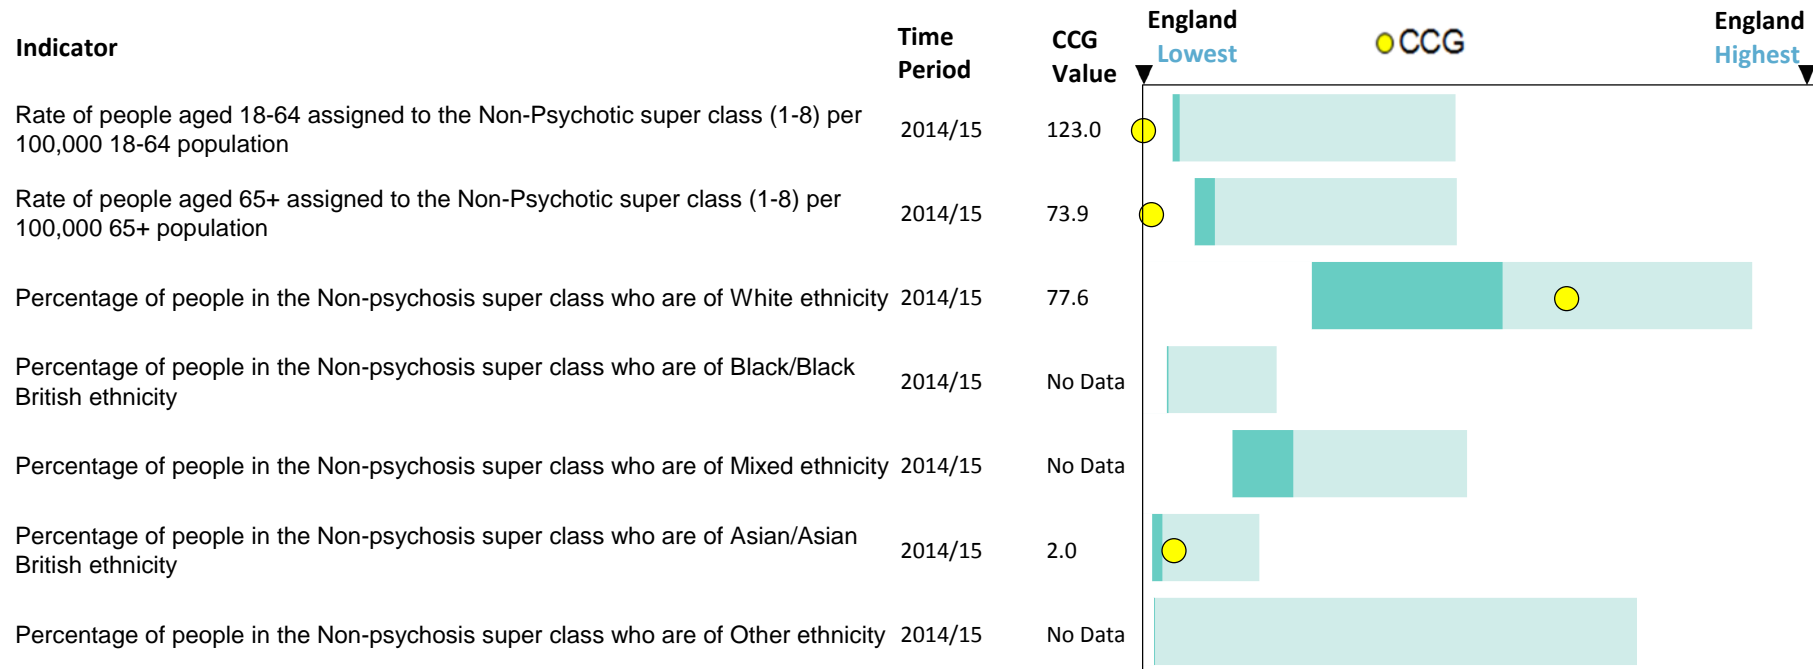 Indicator
Time
Period
CCG
Value
England
Lowest
CCG
England
Highest
Rate of people aged 18-64 assigned to the Non-Psychotic super class (1-8) per
100,000 18-64 population
2014/15
123.0
Rate of people aged 65+ assigned to the Non-Psychotic super class (1-8) per
100,000 65+ population
2014/15
73.9
Percentage of people in the Non-psychosis super class who are of White ethnicity
2014/15
77.6
Percentage of people in the Non-psychosis super class who are of Black/Black
British ethnicity
2014/15
No Data
Percentage of people in the Non-psychosis super class who are of Mixed ethnicity
2014/15
No Data
Percentage of people in the Non-psychosis super class who are of Asian/Asian
British ethnicity
2014/15
2.0
Percentage of people in the Non-psychosis super class who are of Other ethnicity
2014/15
No Data